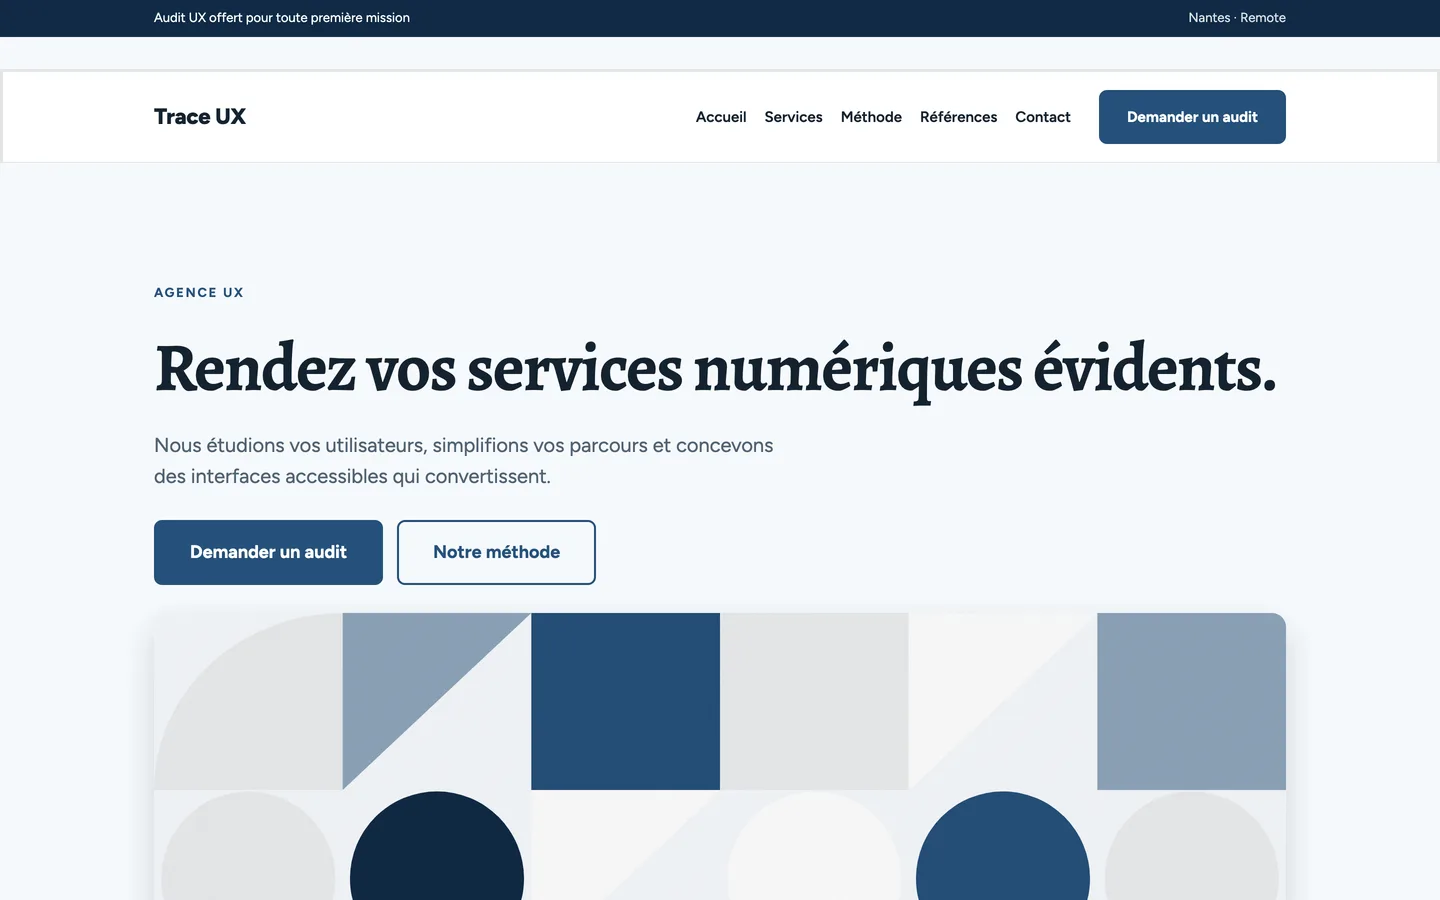 Audit UX offert pour toute première mission
Nantes · Remote
Trace UX
Accueil
Services
Méthode
Références
Contact
Demander un audit
AGENCE UX
Rendez vos services numériques évidents.
Nous étudions vos utilisateurs, simplifions vos parcours et concevons
des interfaces accessibles qui convertissent.
Demander un audit
Notre méthode